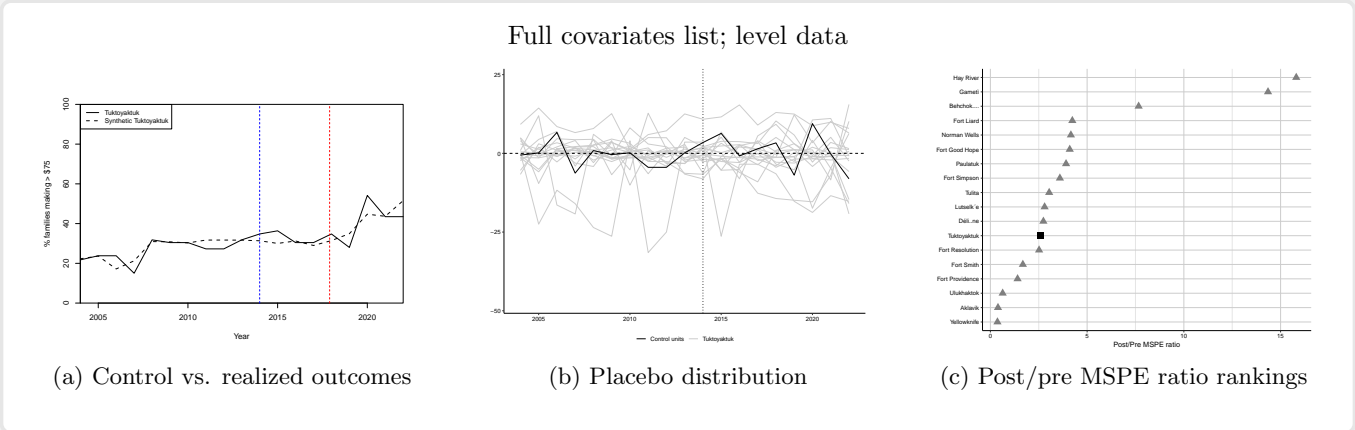 Full covariates list; level data
Tuktoyaktuk
Synthetic Tuktoyaktuk
% families making > $75
100
80
60
40
20
0
2005
2010
2015
2020
Year
(a) Control vs. realized outcomes
25
0
−25
−50
2005
2010
2015
2020
Control units
Tuktoyaktuk
(b) Placebo distribution
Hay River
Gameti
Behchok....
Fort Liard
Norman Wells
Fort Good Hope
Paulatuk
Fort Simpson
Tulita
Lutselk´e
Déli..ne
Tuktoyaktuk
Fort Resolution
Fort Smith
Fort Providence
Ulukhaktok
Aklavik
Yellowknife
0
5
10
15
Post/Pre MSPE ratio
(c) Post/pre MSPE ratio rankings